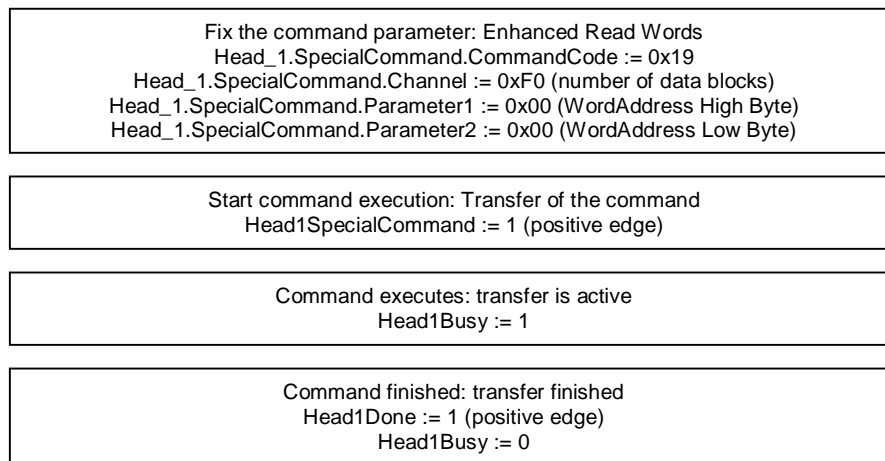 Fix the command parameter: Enhanced Read Words
Head_1.SpecialCommand.CommandCode := 0x19
Head_1.SpecialCommand.Channel := 0xF0 (number of data blocks)
Head_1.SpecialCommand.Parameter1 := 0x00 (WordAddress High Byte)
Head_1.SpecialCommand.Parameter2 := 0x00 (WordAddress Low Byte)
Start command execution: Transfer of the command
Head1SpecialCommand := 1 (positive edge)
Command executes: transfer is active
Head1Busy := 1
Command finished: transfer finished
Head1Done := 1 (positive edge)
Head1Busy := 0